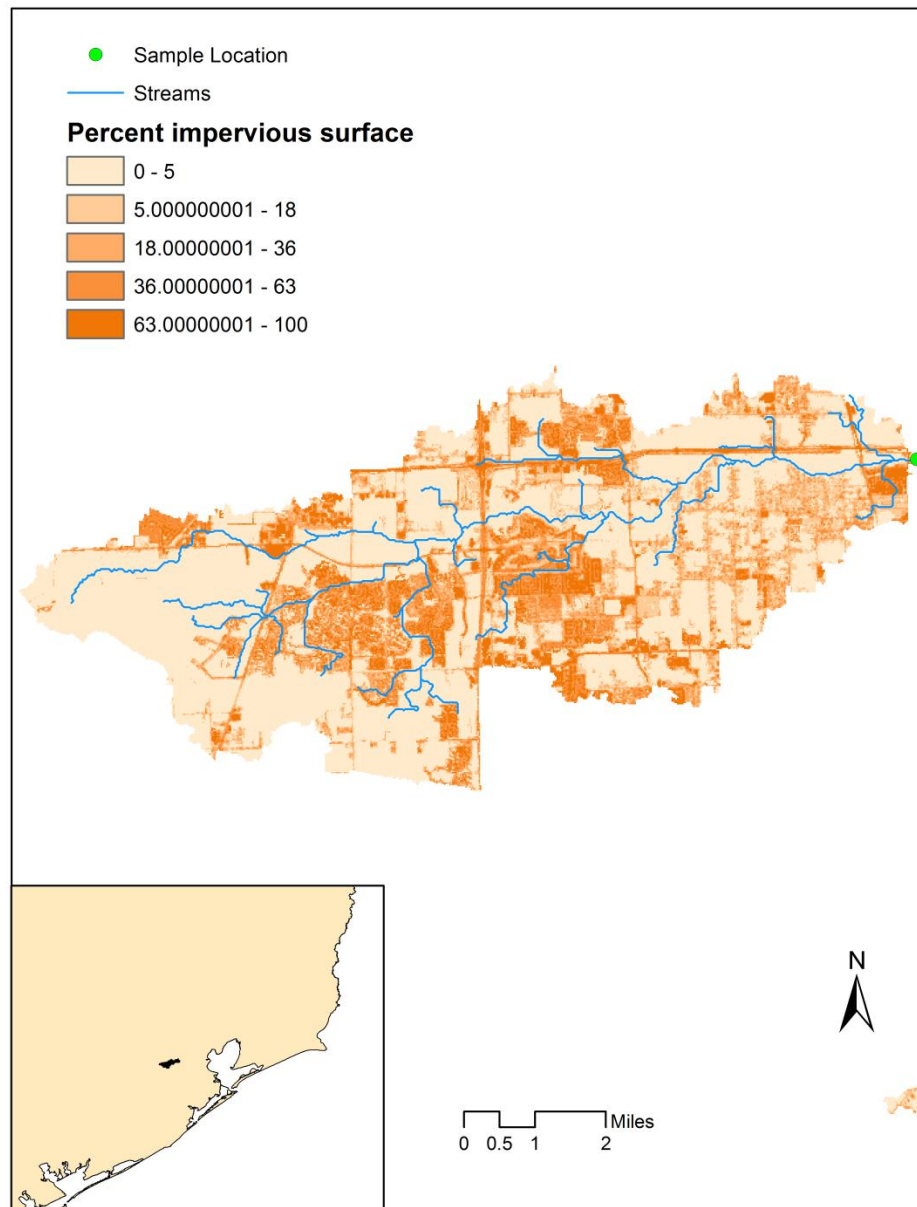 Sample Location
Streams
Percent impervious surface
0 - 5
5.000000001 - 18
18.00000001 - 36
36.00000001 - 63
63.00000001 - 100
N
Miles
0 0.5 1 2